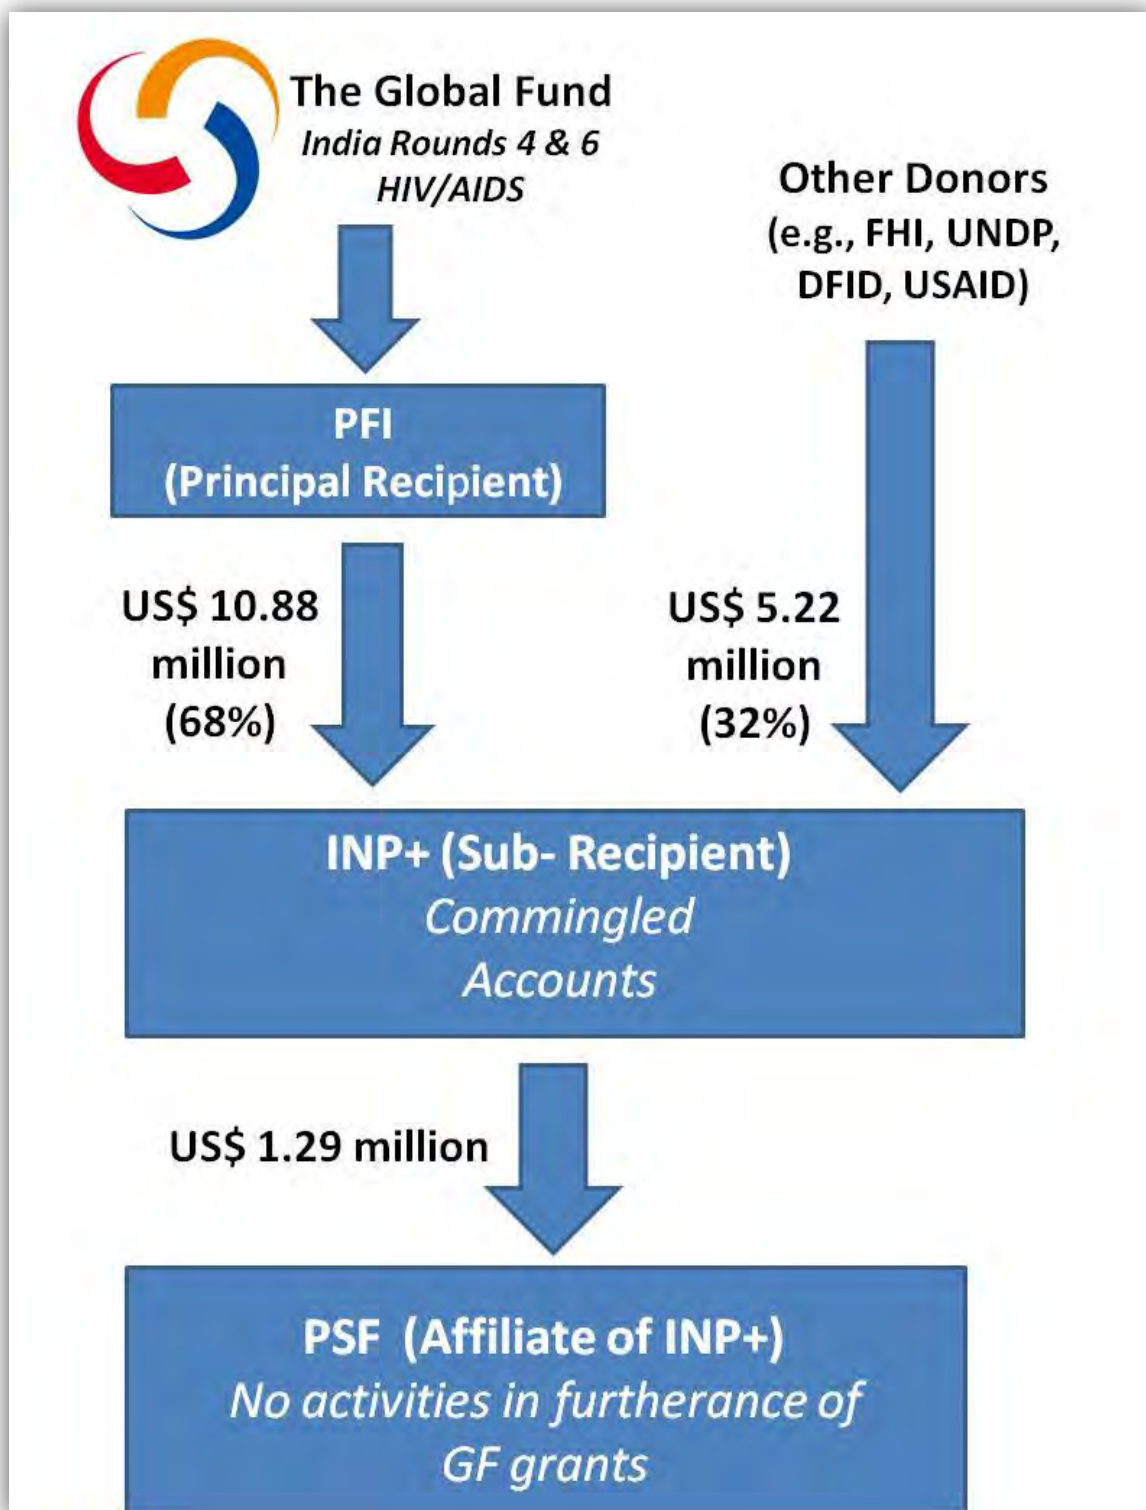 The Global Fund
India Rounds 4 & 6
HIV/AIDS
Other Donors
(e.g., FHI, UNDP,
DFID, USAID)
PFI
(Principal Recipient)
US$ 10.88
million
(68%)
US$ 5.22
million
(32%)
INP+ (Sub- Recipient)
Commingled
Accounts
US$ 1.29 million
PSF (Affiliate of INP+)
No activities in furtherance of
GF grants